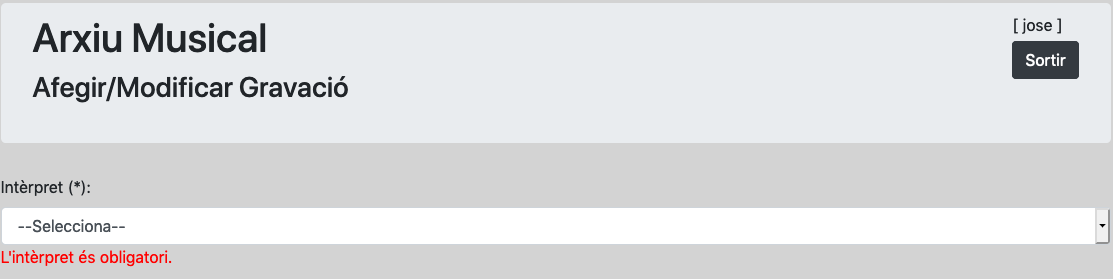 Arxiu Musical
[ jose ]
Sortir
Afegir/Modificar Gravació
Intèrpret (*):
--Selecciona--
L'intèrpret és obligatori.